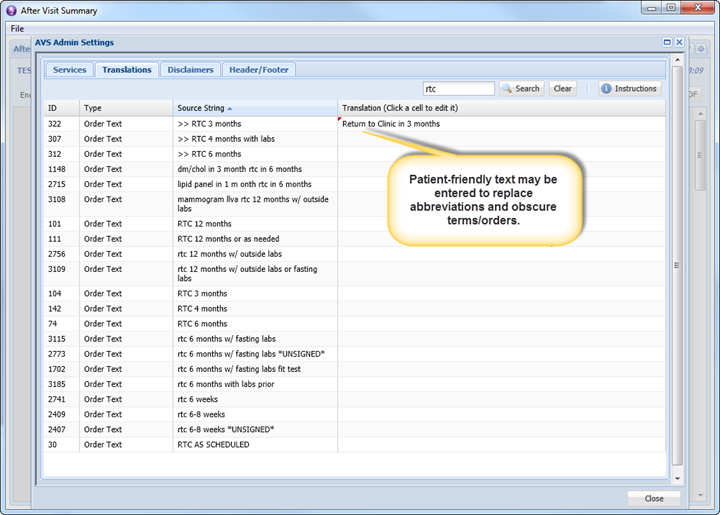 After Visit Summary
File
AVS Admin Settings
Services Translations Disclaimers Header/Footer
rtc Search Clear Instructions
ID Type Source String Translation (Click a cell to edit it)
322 Order Text >> RTC 3 months Return to Clinic in 3 months
307 Order Text >> RTC 4 months with labs
312 Order Text >> RTC 6 months
1148 Order Text dm/chol in 3 month rtc in 6 months
2715 Order Text lipid panel in 1 m onth rtc in 6 months
3108 Order Text mammogram llva rtc 12 months w/ outside
labs
101 Order Text RTC 12 months
111 Order Text RTC 12 months or as needed
2756 Order Text rtc 12 months w/ outside labs
3109 Order Text rtc 12 months w/ outside labs or fasting
labs
104 Order Text RTC 3 months
142 Order Text RTC 4 months
74 Order Text RTC 6 months
3115 Order Text rtc 6 months w/ fasting labs
2773 Order Text rtc 6 months w/ fasting labs *UNSIGNED*
1702 Order Text rtc 6 months w/ fasting labs fit test
3185 Order Text rtc 6 months with labs prior
2741 Order Text rtc 6 weeks
2409 Order Text rtc 6-8 weeks
2407 Order Text rtc 6-8 weeks *UNSIGNED*
30 Order Text RTC A5 SCHEDULED
Patient-friendly text may be
entered to replace
abbreviations and obscure
terms/orders.
Close